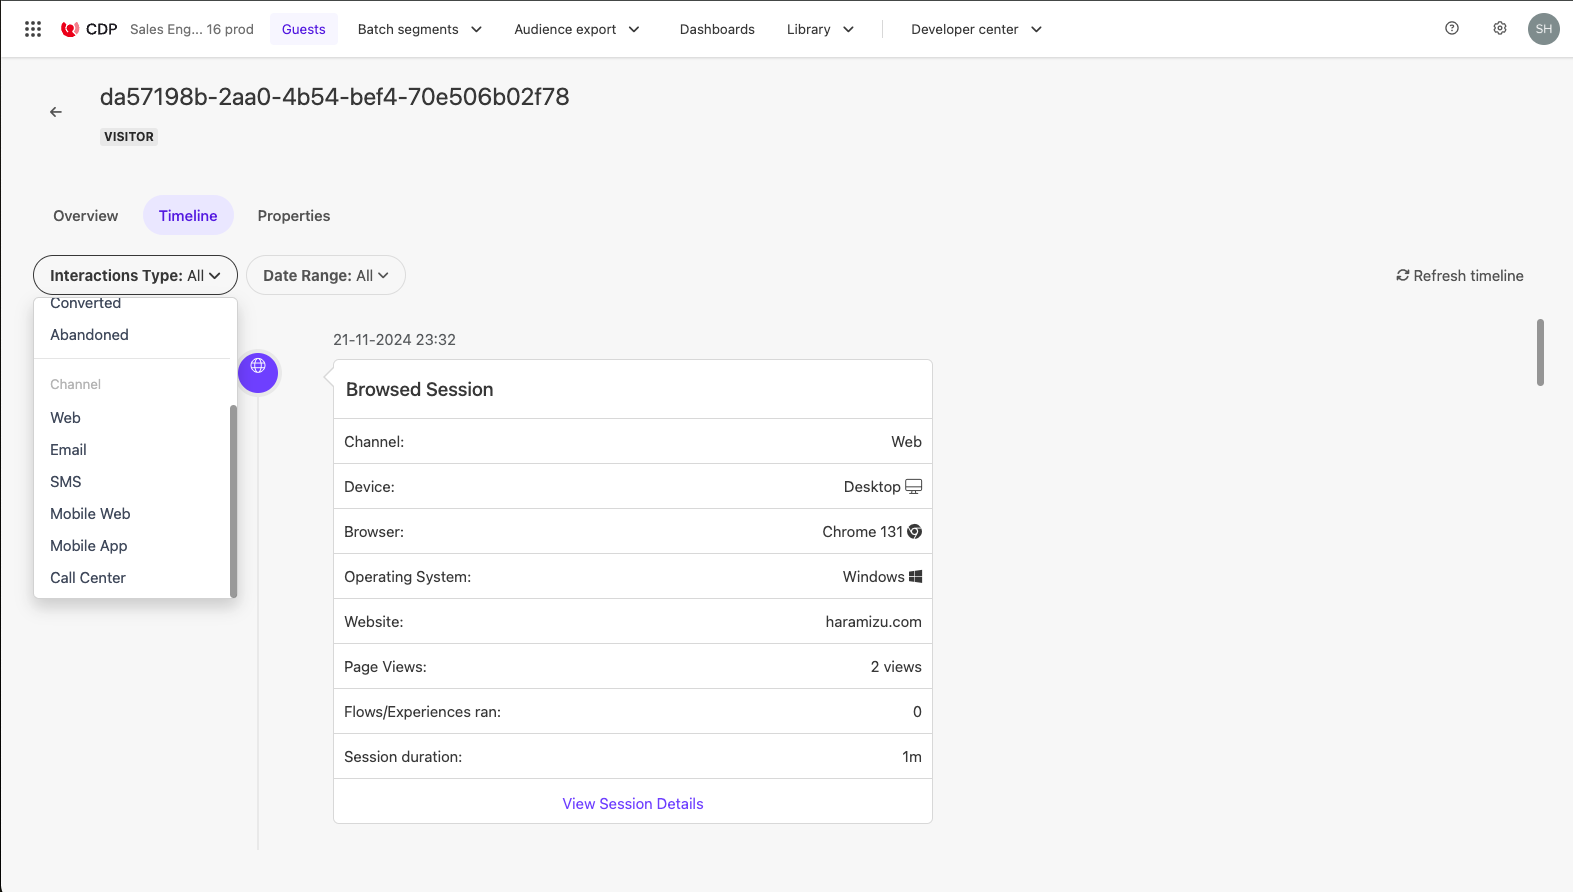 CDP Sales Eng... 16 prod Guests Batch segments Audience export Dashboards Library Developer center SH
da57198b-2aa0-4b54-bef4-70e506b02f78
VISITOR
Overview Timeline Properties
Interactions Type: All Date Range: All Refresh timeline
Converted
Abandoned
Channel
Web
Email
SMS
Mobile Web
Mobile App
Call Center
21-11-2024 23:32
Browsed Session
Channel: Web
Device: Desktop
Browser: Chrome 131
Operating System: Windows
Website: haramizu.com
Page Views: 2 views
Flows/Experiences ran: 0
Session duration: 1m
View Session Details